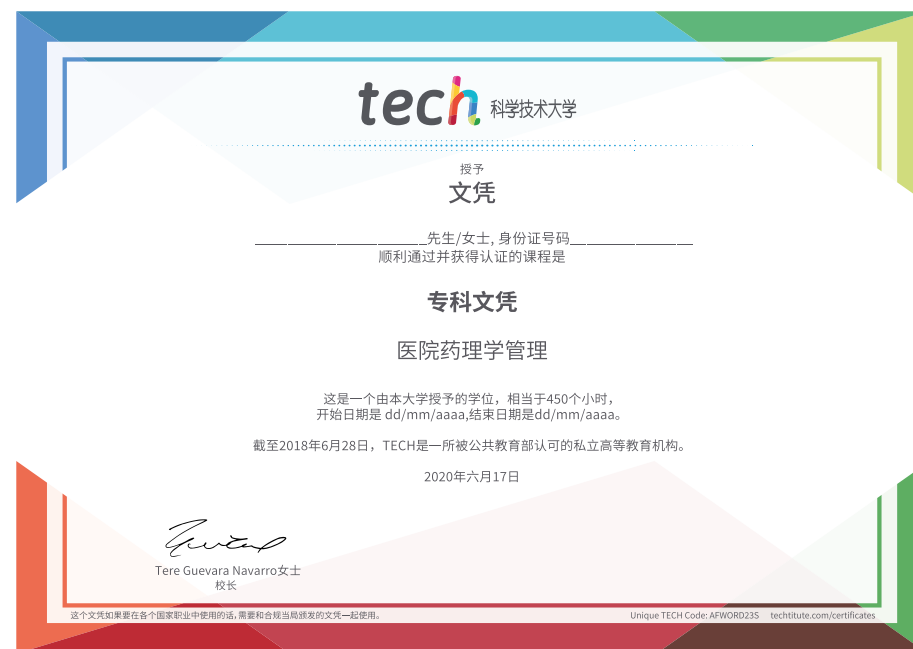 tech 科学技术大学
授予
文凭
_________________________先生/女士, 身份证号码__________________
顺利通过并获得认证的课程是
专科文凭
医院药理学管理
这是一个由本大学授予的学位，相当于450个小时，
开始日期是 dd/mm/aaaa,结束日期是dd/mm/aaaa。
截至2018年6月28日，TECH是一所被公共教育部认可的私立高等教育机构。
2020年六月17日
Tere Guevara Navarro女士
校长
这个文凭如果要在各个国家职业中使用的话,需要和合规当局颁发的文凭一起使用。
Unique TECH Code: AFWORD23S techtitute.com/certificates